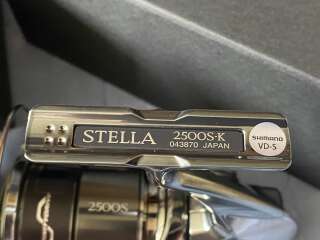 STELLA 2500S-K
043870 JAPAN
SHIMANO
VD-S
2500S